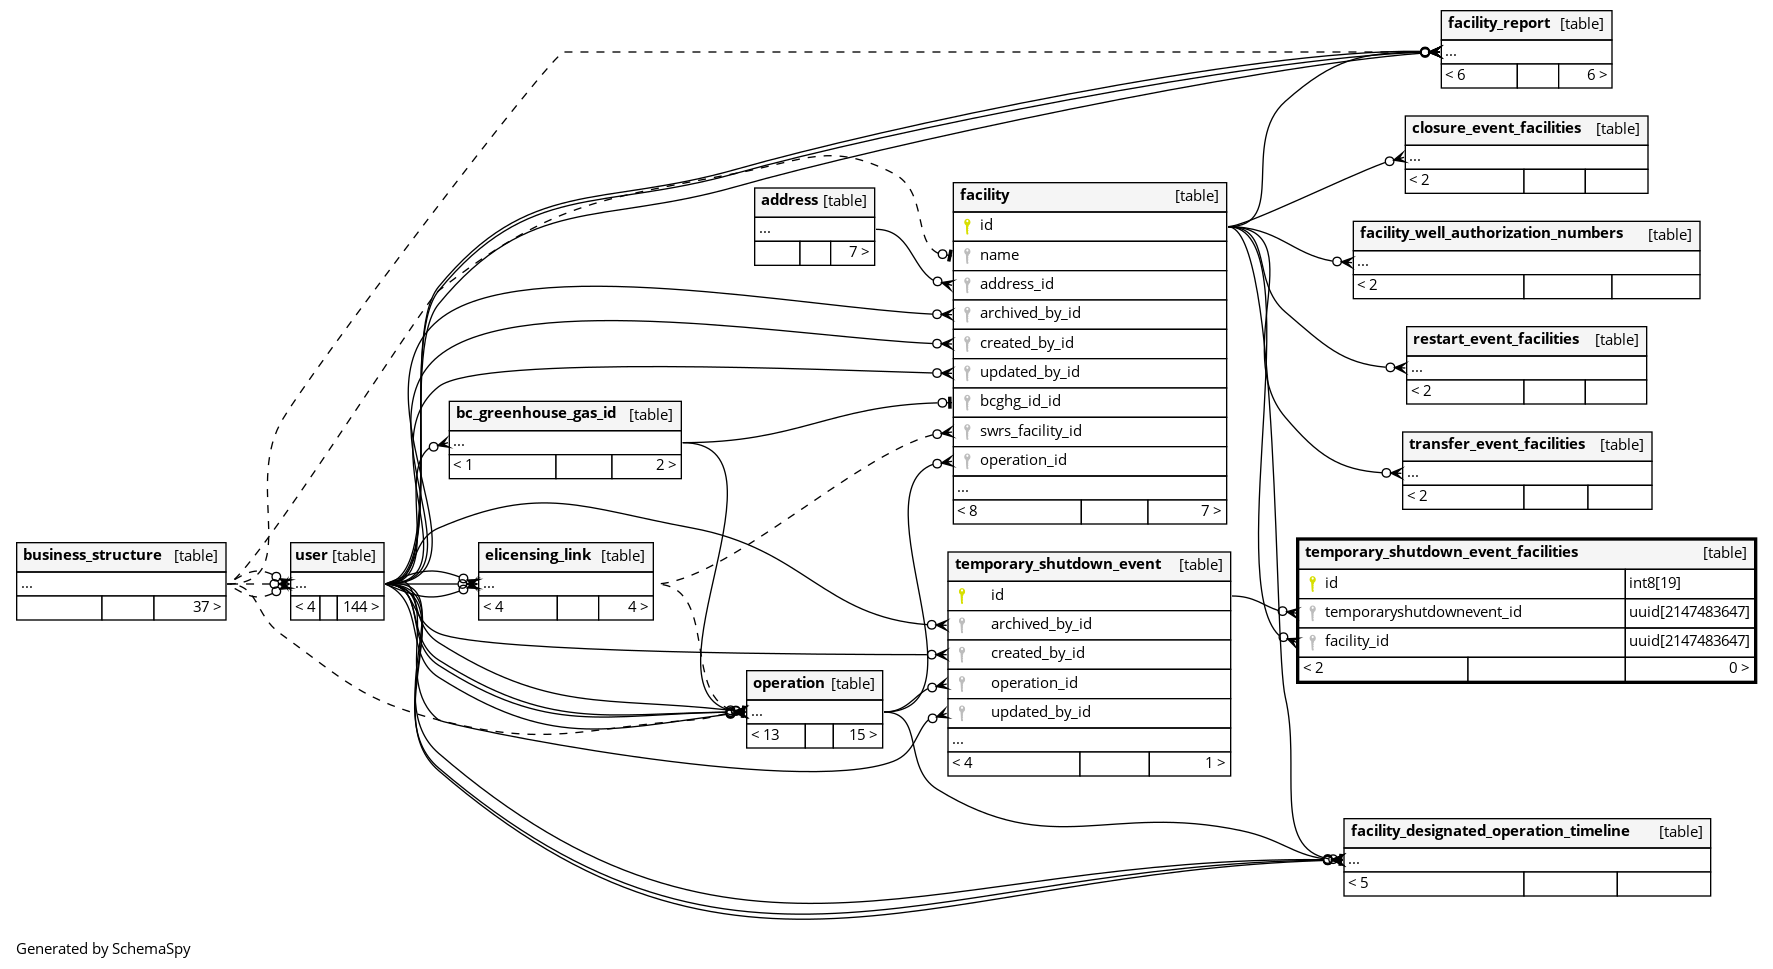 facility_report [table]
...
< 6 6 >
closure_event_facilities [table]
...
< 2
address [table]
...
7 >
facility [table]
id
name
address_id
archived_by_id
created_by_id
updated_by_id
bcghg_id_id
swrs_facility_id
operation_id
...
< 8 7 >
facility_well_authorization_numbers [table]
...
< 2
restart_event_facilities [table]
...
< 2
bc_greenhouse_gas_id [table]
...
< 1 2 >
transfer_event_facilities [table]
...
< 2
business_structure [table]
...
37 >
user [table]
...
< 4 144 >
elicensing_link [table]
...
< 4 4 >
temporary_shutdown_event [table]
id
archived_by_id
created_by_id
operation_id
updated_by_id
...
< 4 1 >
temporary_shutdown_event_facilities [table]
id int8[19]
temporaryshutdownevent_id uuid[2147483647]
facility_id uuid[2147483647]
< 2 0 >
operation [table]
...
< 13 15 >
facility_designated_operation_timeline [table]
...
< 5
Generated by SchemaSpy